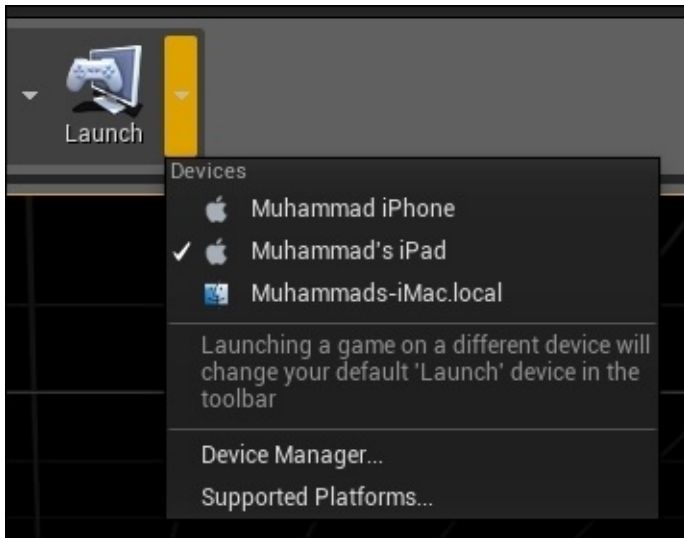 Launch
Devices
Muhammad iPhone
Muhammad's iPad
Muhammads-iMac.local
Launching a game on a different device will
change your default 'Launch' device in the
toolbar
Device Manager...
Supported Platforms...